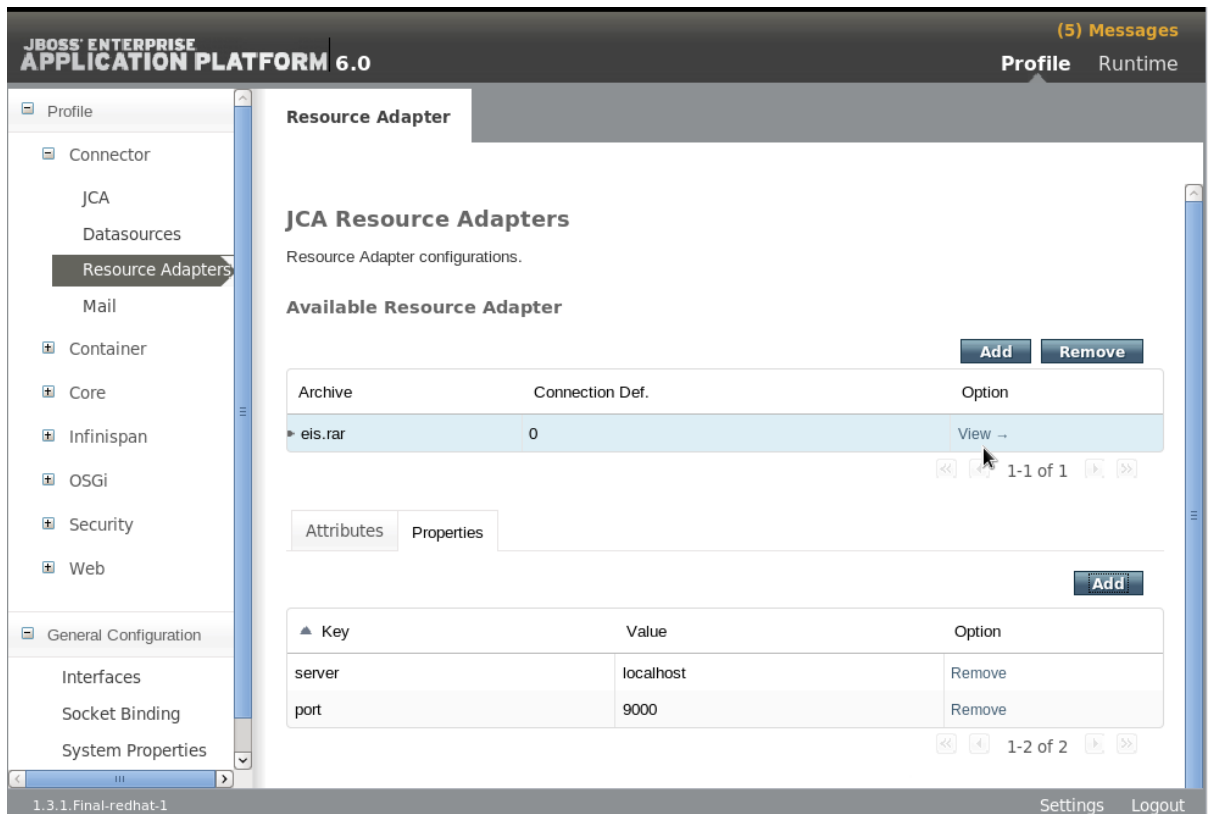 (5) Messages
JBOSS' ENTERPRISE
APPLICATION PLATFORM 6.0
Profile Runtime
Profile
Connector
JCA
Datasources
Resource Adapters
Mail
Container
Core
Infinispan
OSGi
Security
Web
General Configuration
Interfaces
Socket Binding
System Properties
Resource Adapter
JCA Resource Adapters
Resource Adapter configurations.
Available Resource Adapter
Add Remove
Archive Connection Def. Option
eis.rar 0 View →
1-1 of 1
Attributes Properties
Add
Key Value Option
server localhost Remove
port 9000 Remove
1-2 of 2
1.3.1.Final-redhat-1 Settings Logout